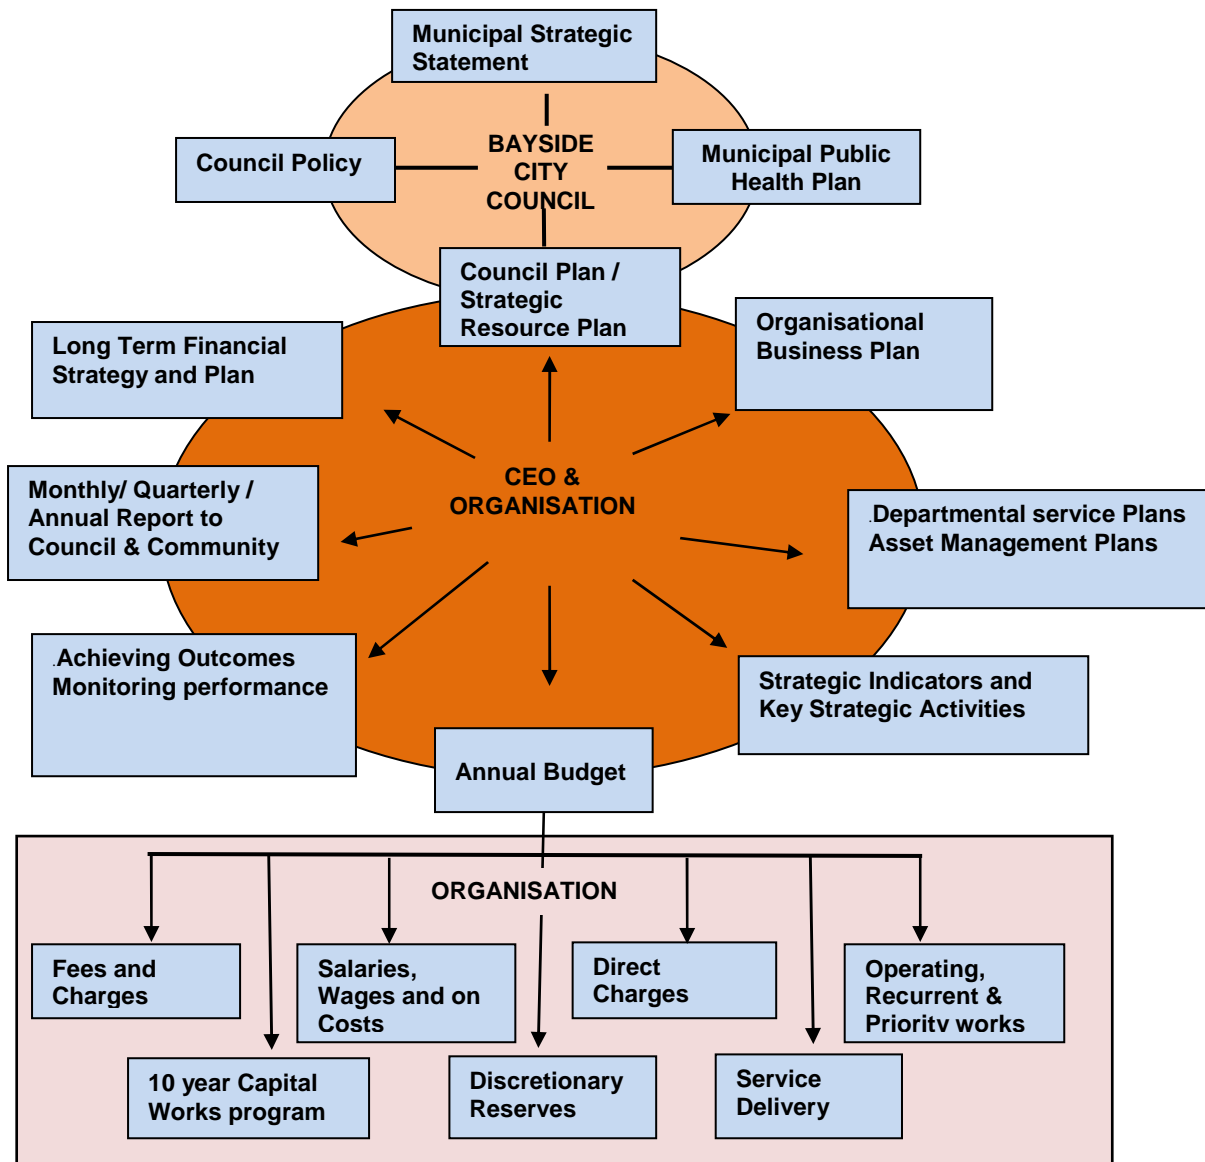 Municipal Strategic
Statement
Council Policy
BAYSIDE
CITY
COUNCIL
Municipal Public
Health Plan
Council Plan /
Strategic
Resource Plan
Long Term Financial
Strategy and Plan
Organisational
Business Plan
Monthly/ Quarterly /
Annual Report to
Council & Community
CEO &
ORGANISATION
.Departmental service Plans
Asset Management Plans
.Achieving Outcomes
Monitoring performance
Strategic Indicators and
Key Strategic Activities
Annual Budget
ORGANISATION
Fees and
Charges
Salaries,
Wages and on
Costs
Direct
Charges
Operating,
Recurrent &
Priority works
10 year Capital
Works program
Discretionary
Reserves
Service
Delivery